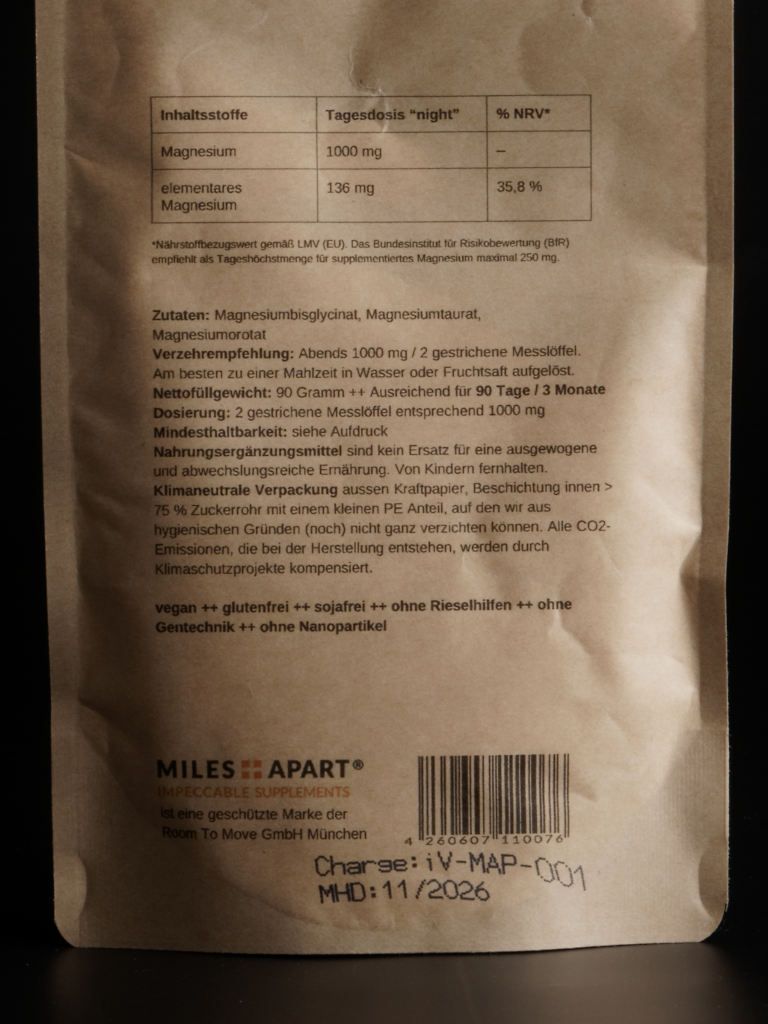 Inhaltsstoffe Tagesdosis "night" % NRV*
Magnesium 1000 mg –
elementares 136 mg 35,8 %
Magnesium
*Nährstoffbezugswert gemäß LMV (EU). Das Bundesinstitut für Risikobewertung (BfR)
empfiehlt als Tageshöchstmenge für supplementiertes Magnesium maximal 250 mg.
Zutaten: Magnesiumbisglycinat, Magnesiumtaurat,
Magnesiumorotat
Verzehrempfehlung: Abends 1000 mg / 2 gestrichene Messlöffel.
Am besten zu einer Mahlzeit in Wasser oder Fruchtsaft aufgelöst.
Nettofüllgewicht: 90 Gramm ++ Ausreichend für 90 Tage / 3 Monate
Dosierung: 2 gestrichene Messlöffel entsprechend 1000 mg
Mindesthaltbarkeit: siehe Aufdruck
Nahrungsergänzungsmittel sind kein Ersatz für eine ausgewogene
und abwechslungsreiche Ernährung. Von Kindern fernhalten.
Klimaneutrale Verpackung aussen Kraftpapier, Beschichtung innen >
75 % Zuckerrohr mit einem kleinen PE Anteil, auf den wir aus
hygienischen Gründen (noch) nicht ganz verzichten können. Alle CO2-
Emissionen, die bei der Herstellung entstehen, werden durch
Klimaschutzprojekte kompensiert.
vegan ++ glutenfrei ++ sojafrei ++ ohne Rieselhilfen ++ ohne
Gentechnik ++ ohne Nanopartikel
MILES APART®
IMPECCABLE SUPPLEMENTS
ist eine geschützte Marke der
Room To Move GmbH München
4 260607 110076
Charge: iV-MAP-001
MHD: 11/2026